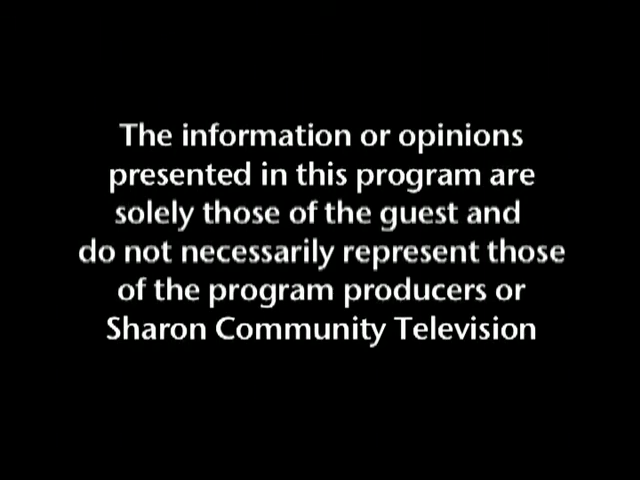 The information or opinions
presented in this program are
solely those of the guest and
do not necessarily represent those
of the program producers or
Sharon Community Television